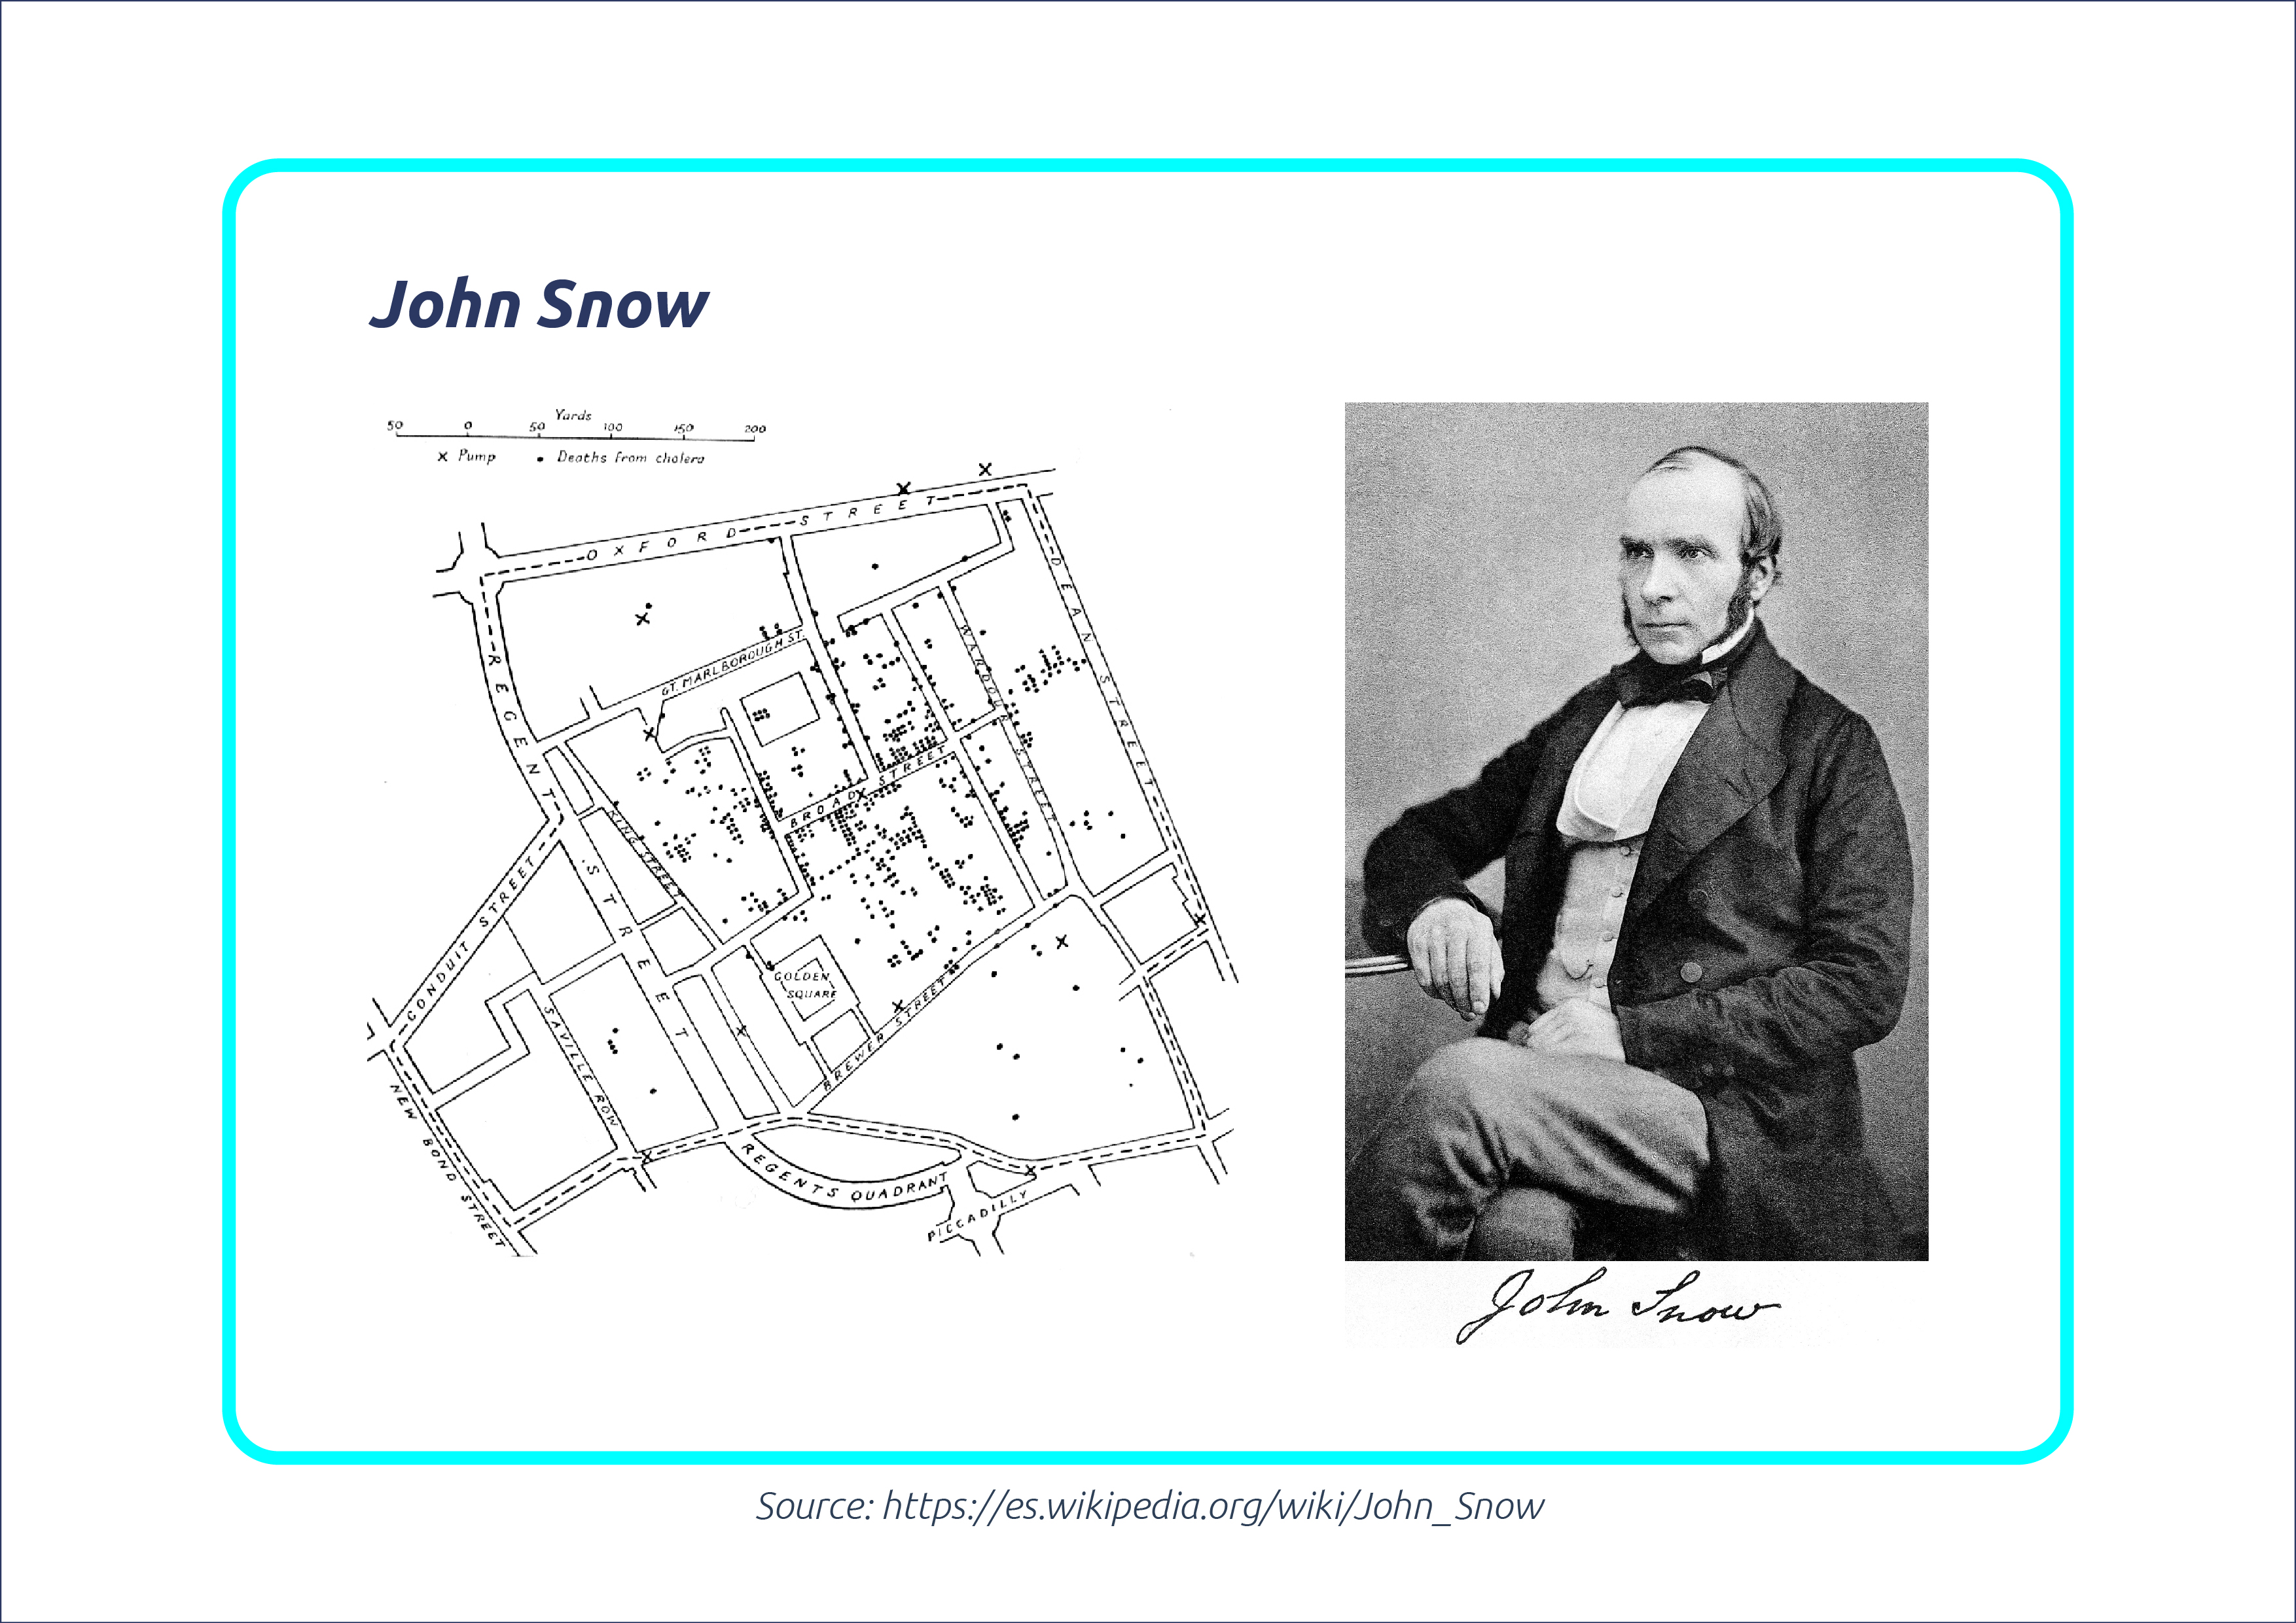 John Snow
Yards
50 0 50 100 150 200
x Pump • Deaths from cholera
OXFORD STREET
DEAN STREET
WARDOUR STREET
GT. MARLBOROUGH ST.
REGENT STREET
BROAD STREET
KING STREET
CONDUIT STREET
GOLDEN
SQUARE
SAVILLE ROW
BREWER STREET
NEW BOND STREET
REGENTS QUADRANT
PICCADILLY
John Snow
Source: https://es.wikipedia.org/wiki/John_Snow